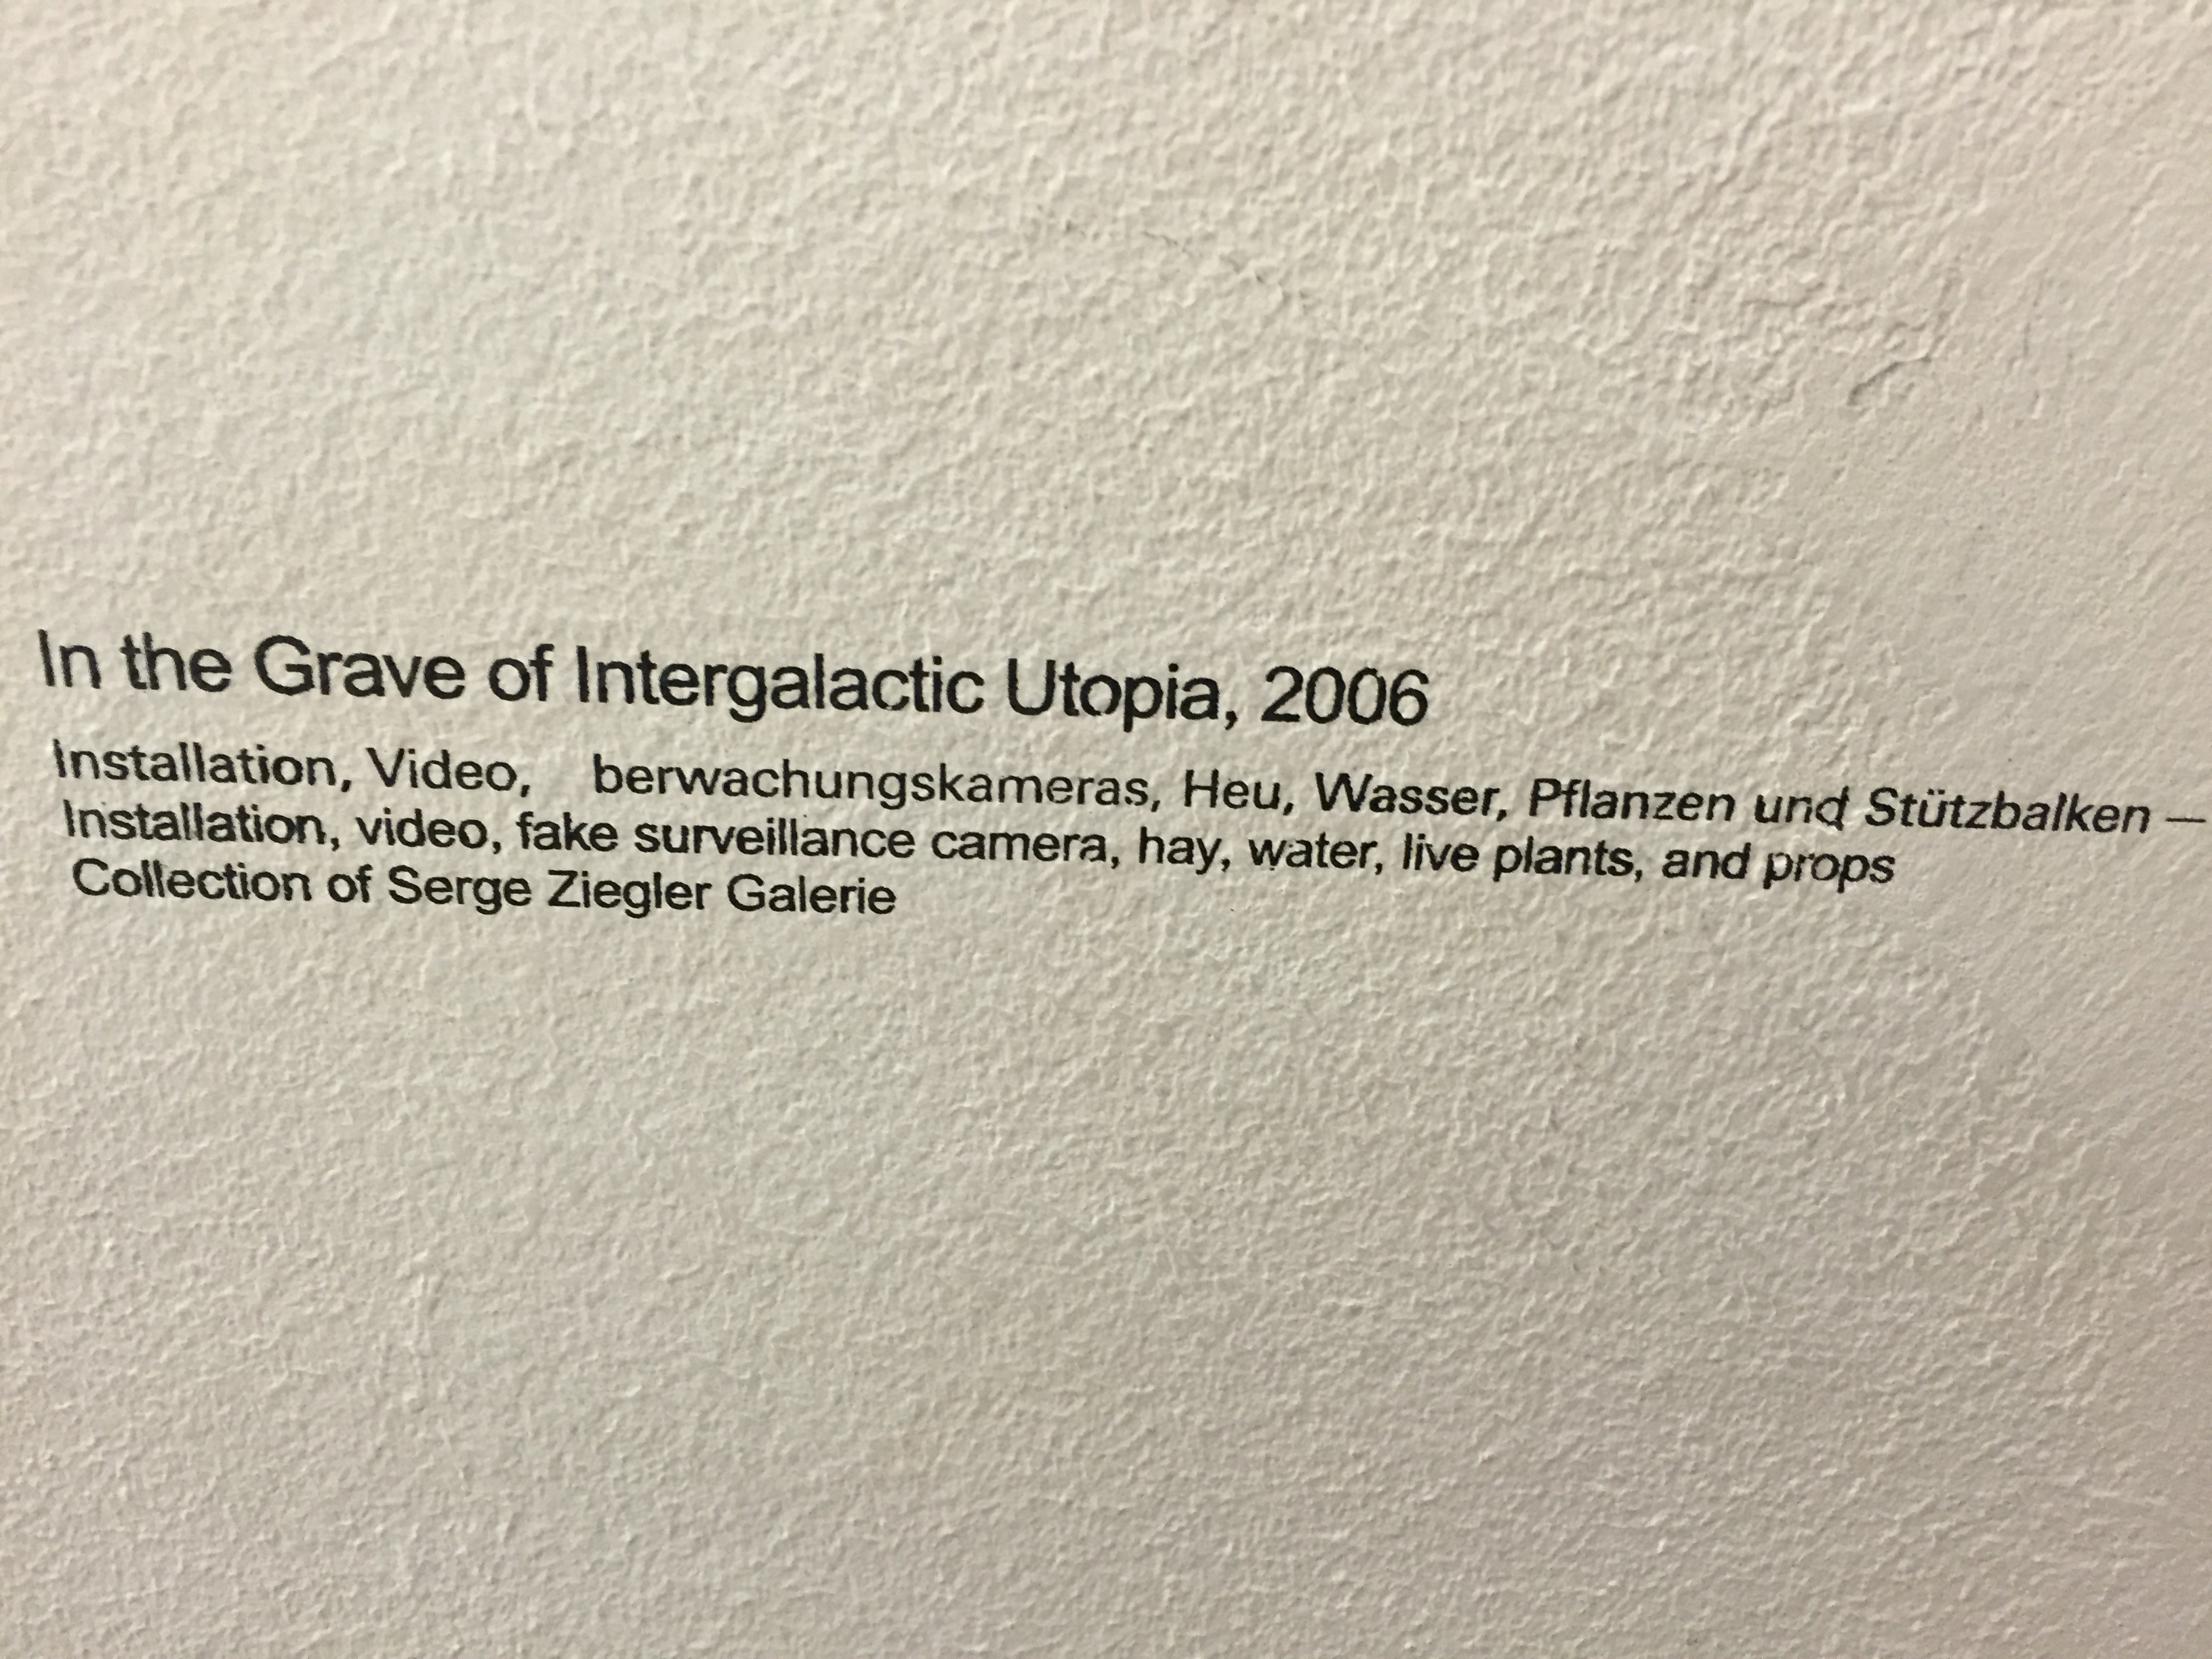 In the Grave of Intergalactic Utopia, 2006
Installation, Video, berwachungskameras, Heu, Wasser, Pflanzen und Stützbalken —
Installation, video, fake surveillance camera, hay, water, live plants, and props
Collection of Serge Ziegler Galerie